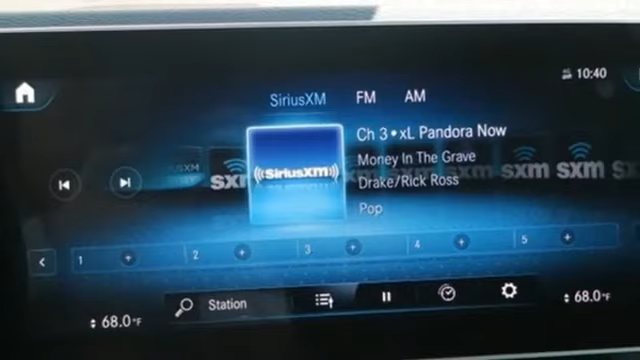 10:40
SiriusXM FM AM
Ch 3•xL Pandora Now
Money In The Grave
Drake/Rick Ross
Pop
((SiriusXM))
sxm
sxm
sxm
1 + 2 + 3 + 4 + 5 +
Station
68.0°F
68.0°F